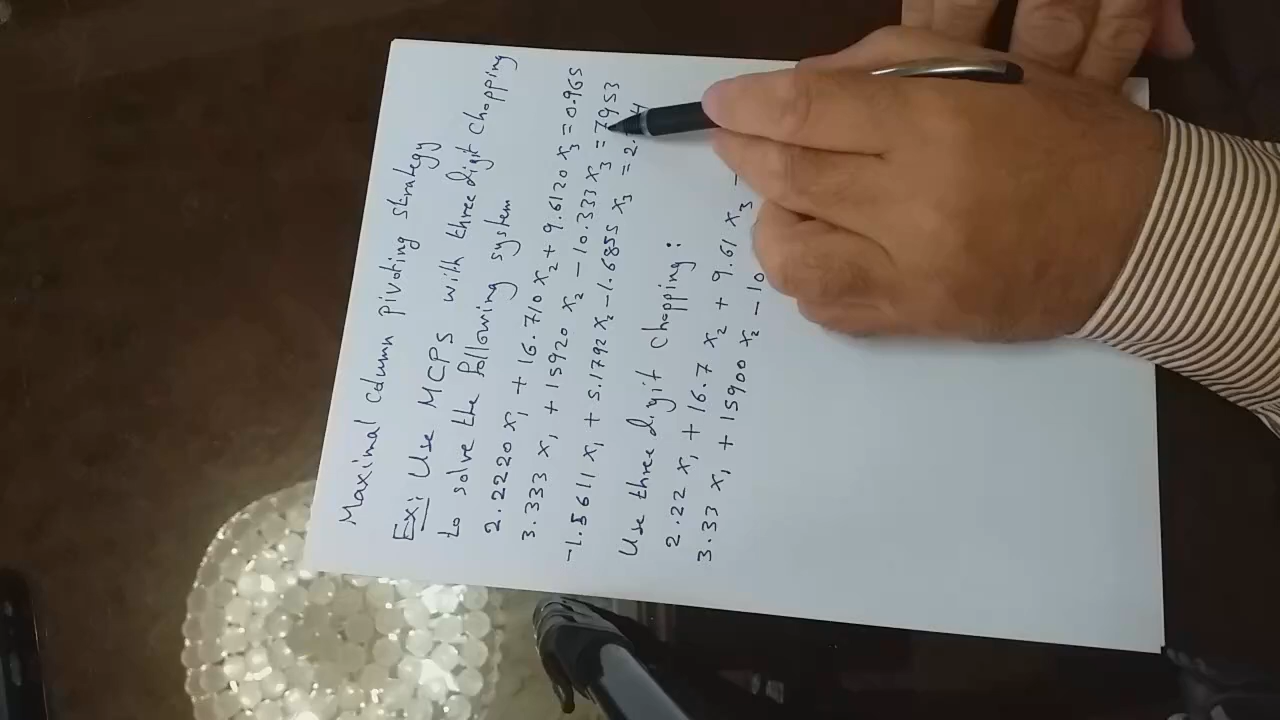 Maximal Column pivoting strategy
Ex: Use MCPS with three digit chopping
to solve the following system
2.2220 x₁ + 16.710 x₂ + 9.6120 x₃ = 0.965
3.333 x₁ + 15920 x₂ - 10.333 x₃ = 7953
-1.5611 x₁ + 5.1792 x₂ - 1.6855 x₃ = 2.
Use three digit chopping:
2.22 x₁ + 16.7 x₂ + 9.61 x₃
3.33 x₁ + 15900 x₂ - 10